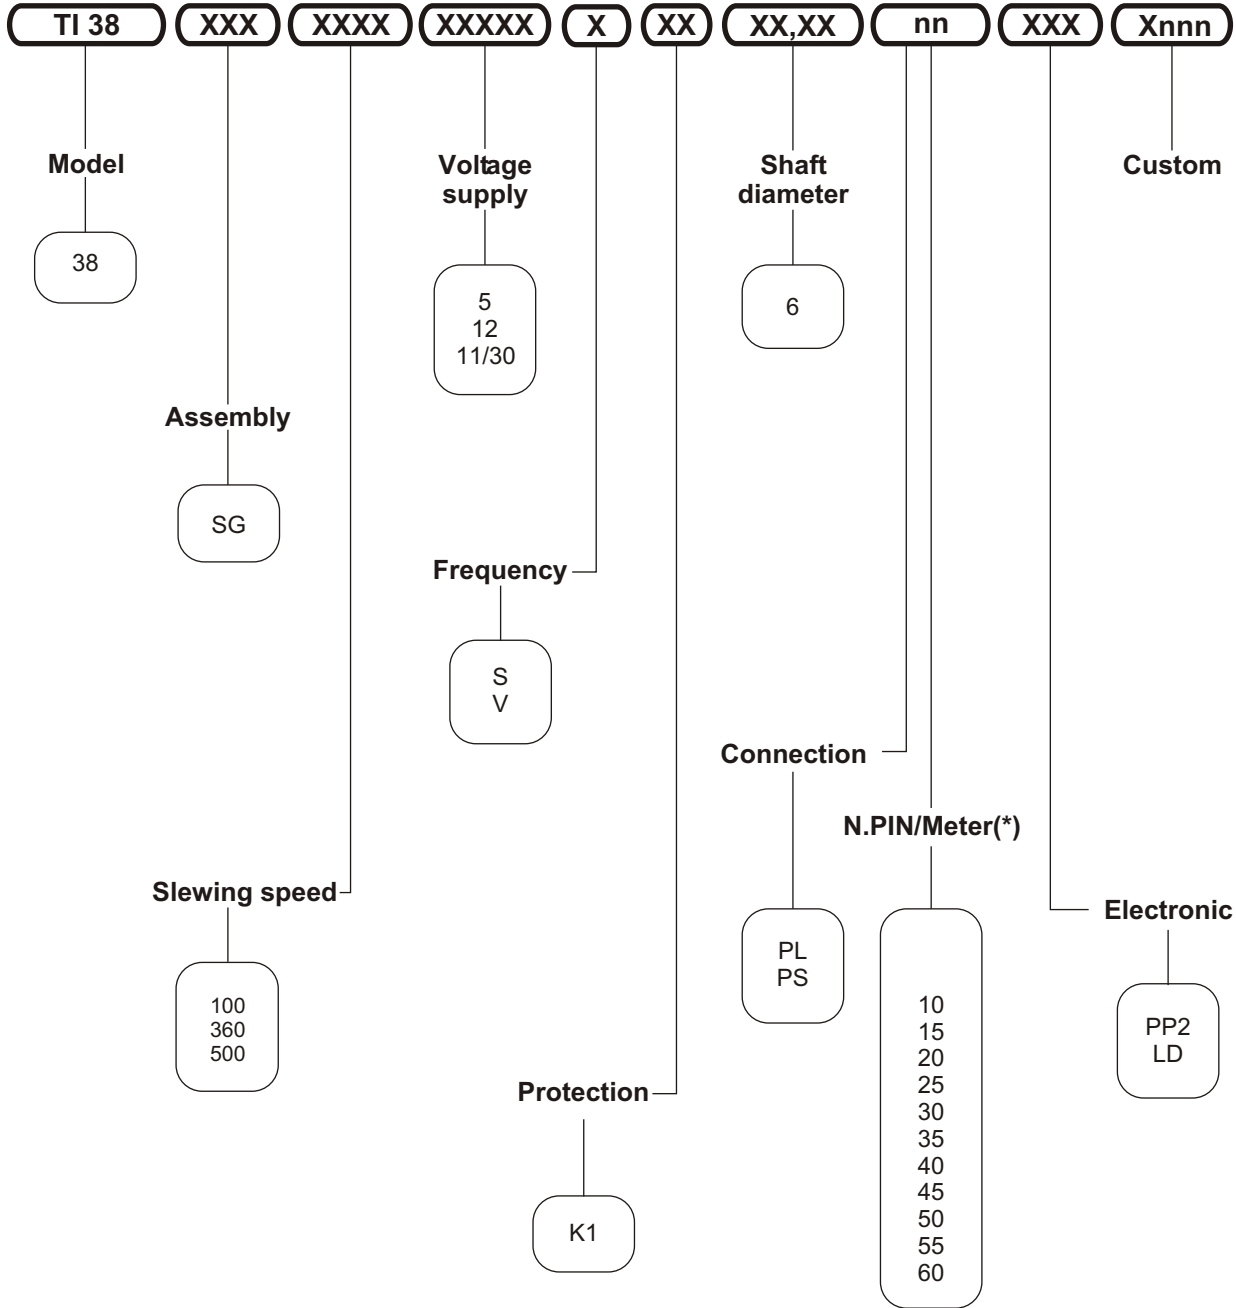 TI 38 XXX XXXX XXXXX X XX XX,XX nn XXX Xnnn
Model
38
Assembly
SG
Slewing speed
100
360
500
Voltage
supply
5
12
11/30
Frequency
S
V
Protection
K1
Shaft
diameter
6
Connection
PL
PS
N.PIN/Meter(*)
10
15
20
25
30
35
40
45
50
55
60
Electronic
PP2
LD
Custom